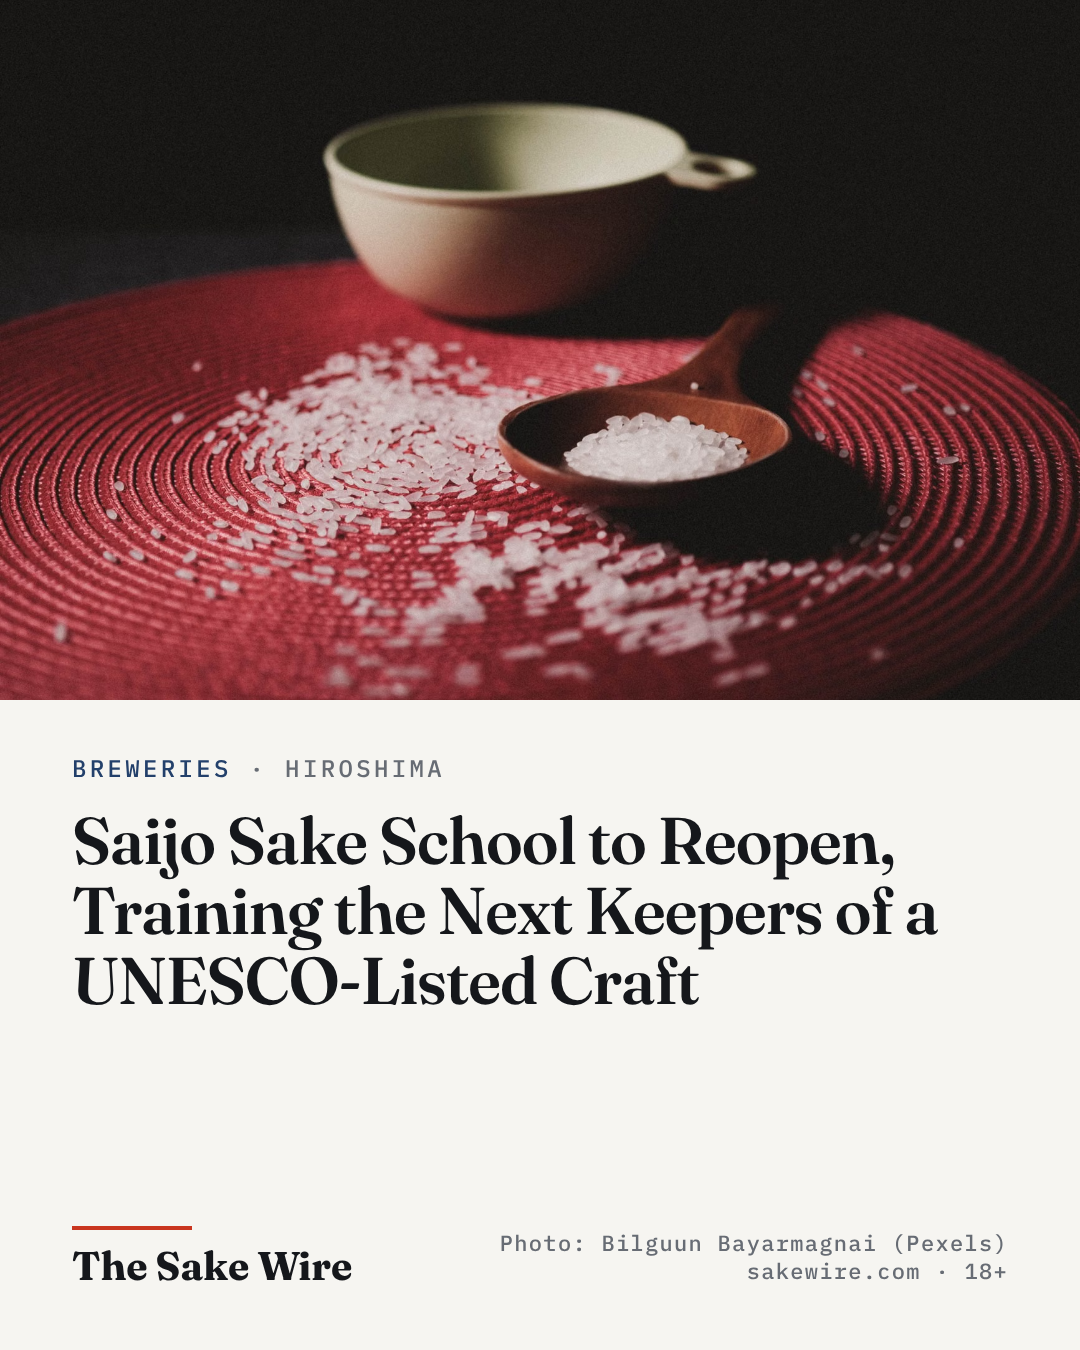 BREWERIES · HIROSHIMA
Saijo Sake School to Reopen,
Training the Next Keepers of a
UNESCO-Listed Craft
The Sake Wire
Photo: Bilguun Bayarmagnai (Pexels)
sakewire.com · 18+